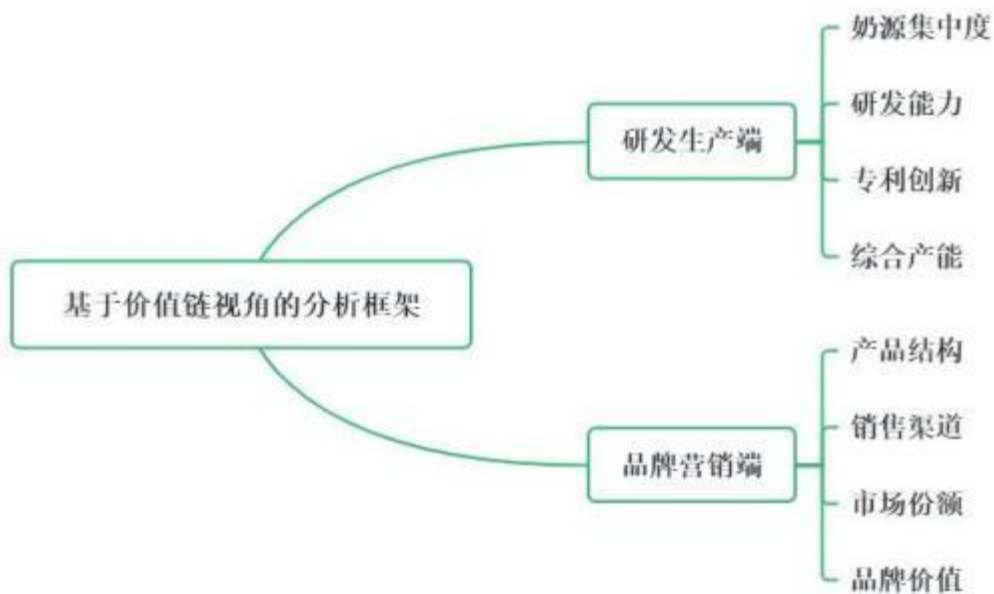 基于价值链视角的分析框架
研发生产端
奶源集中度
研发能力
专利创新
综合产能
品牌营销端
产品结构
销售渠道
市场份额
品牌价值